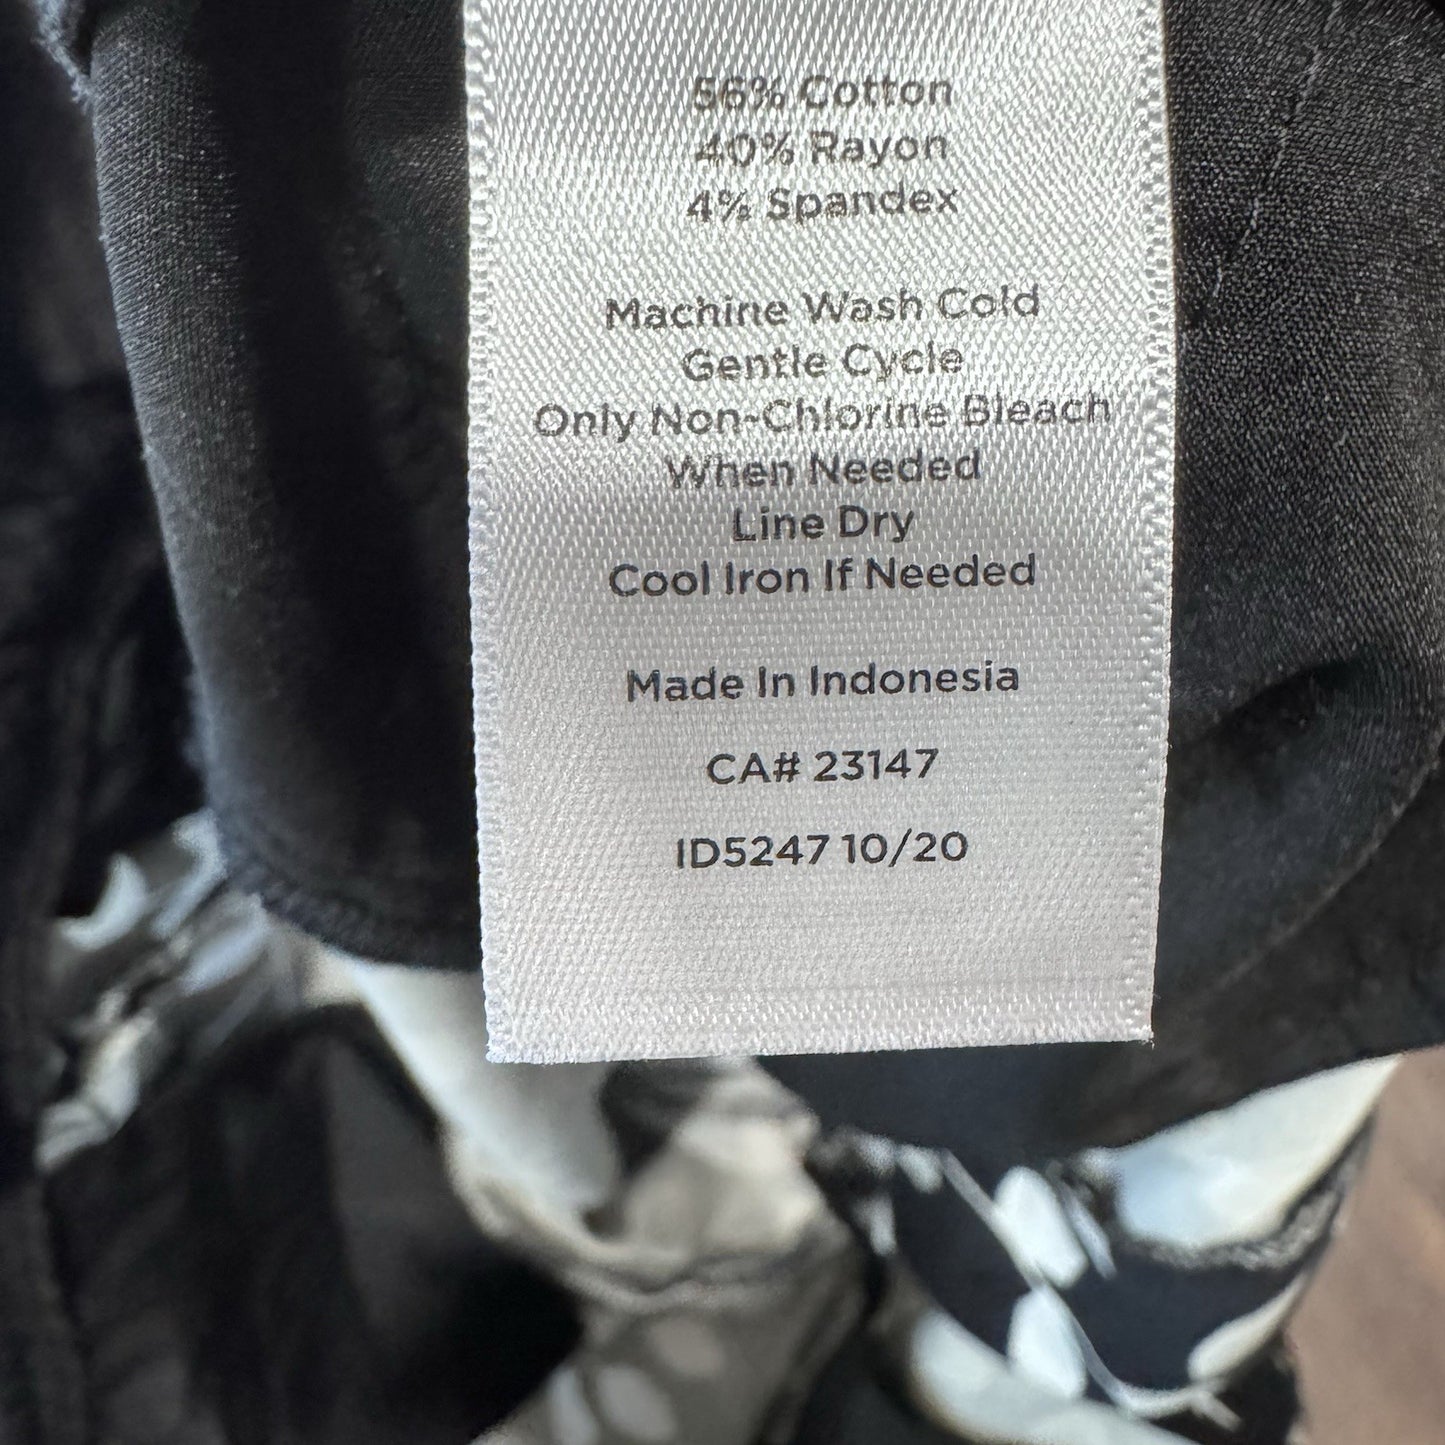 56% Cotton
40% Rayon
4% Spandex
Machine Wash Cold
Gentle Cycle
Only Non-Chlorine Bleach
When Needed
Line Dry
Cool Iron If Needed
Made In Indonesia
CA# 23147
ID5247 10/20